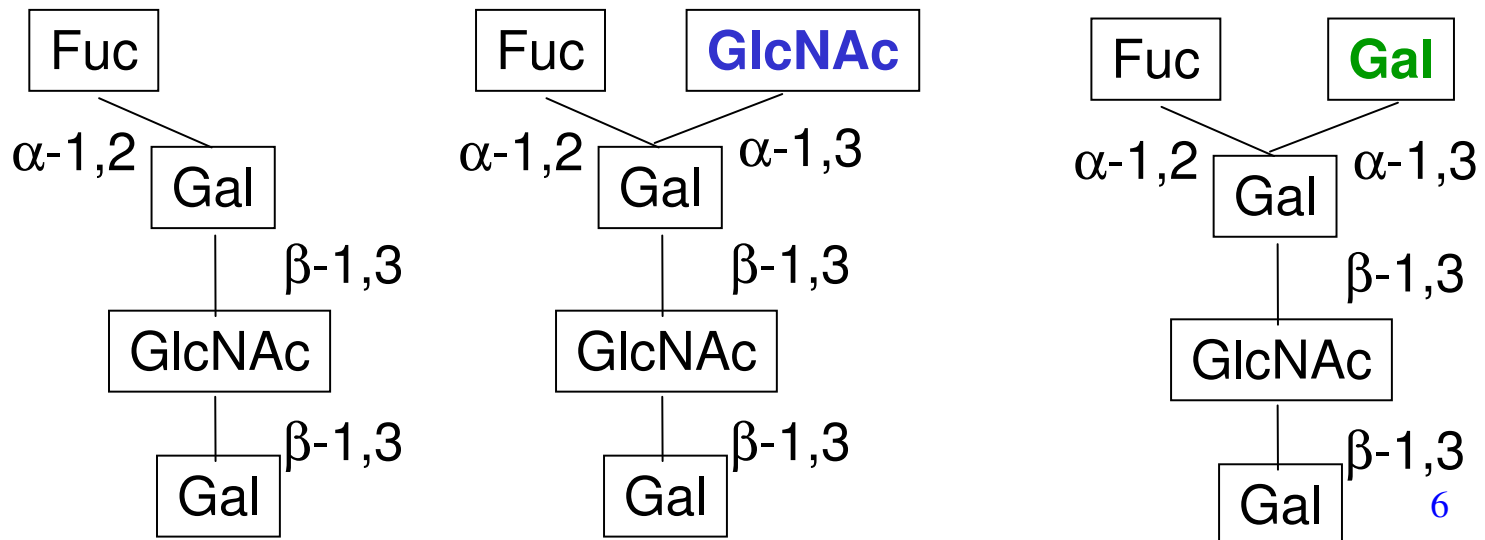 Fuc
α-1,2
Gal
β-1,3
GlcNAc
β-1,3
Gal
Fuc
GlcNAc
α-1,2
α-1,3
Gal
β-1,3
GlcNAc
β-1,3
Gal
Fuc
Gal
α-1,2
α-1,3
Gal
β-1,3
GlcNAc
β-1,3
Gal
6